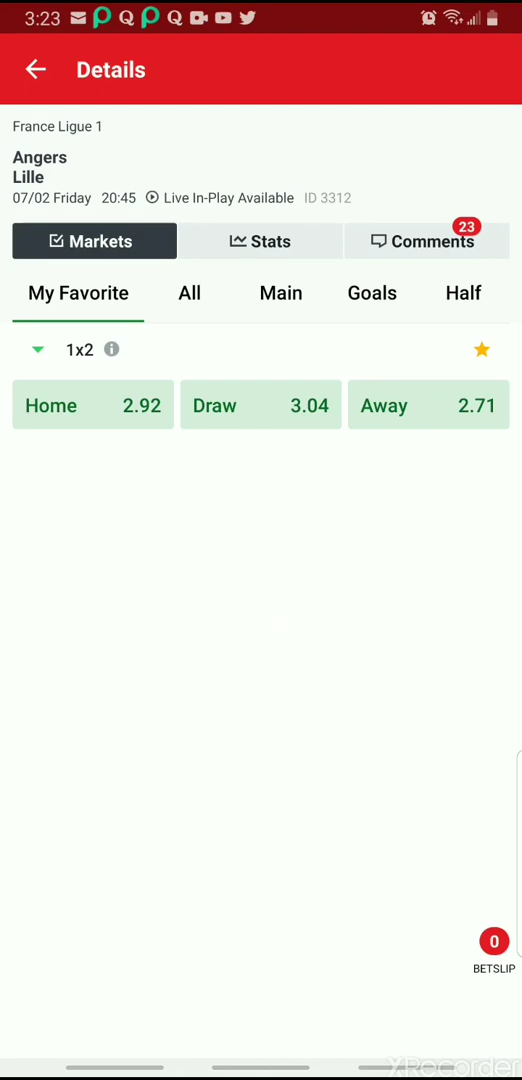 3:23
Details
France Ligue 1
Angers
Lille
07/02 Friday 20:45 Live In-Play Available ID 3312
Markets Stats Comments 23
My Favorite All Main Goals Half
1x2
Home 2.92 Draw 3.04 Away 2.71
0
BETSLIP
XRecorder